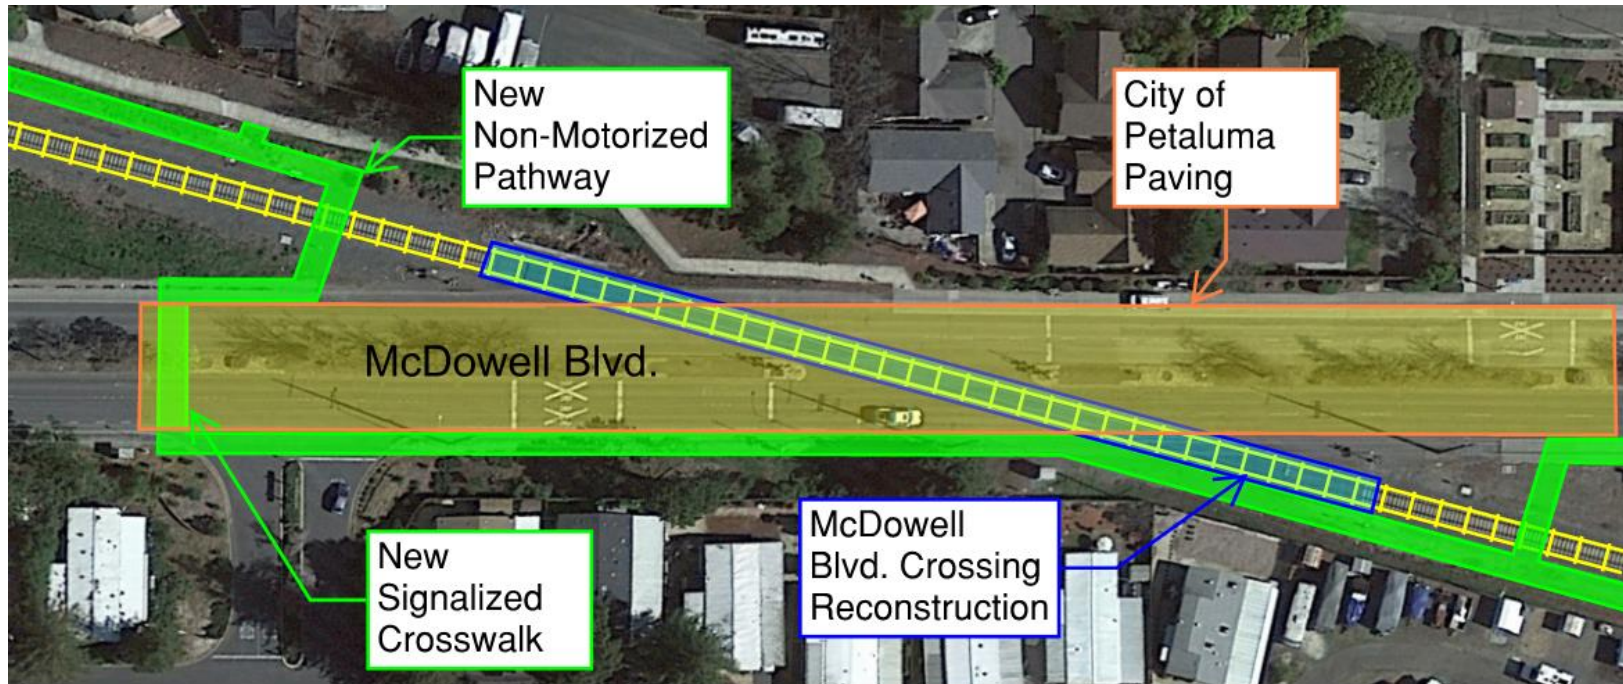 New
Non-Motorized
Pathway
City of
Petaluma
Paving
McDowell Blvd.
New
Signalized
Crosswalk
McDowell
Blvd. Crossing
Reconstruction